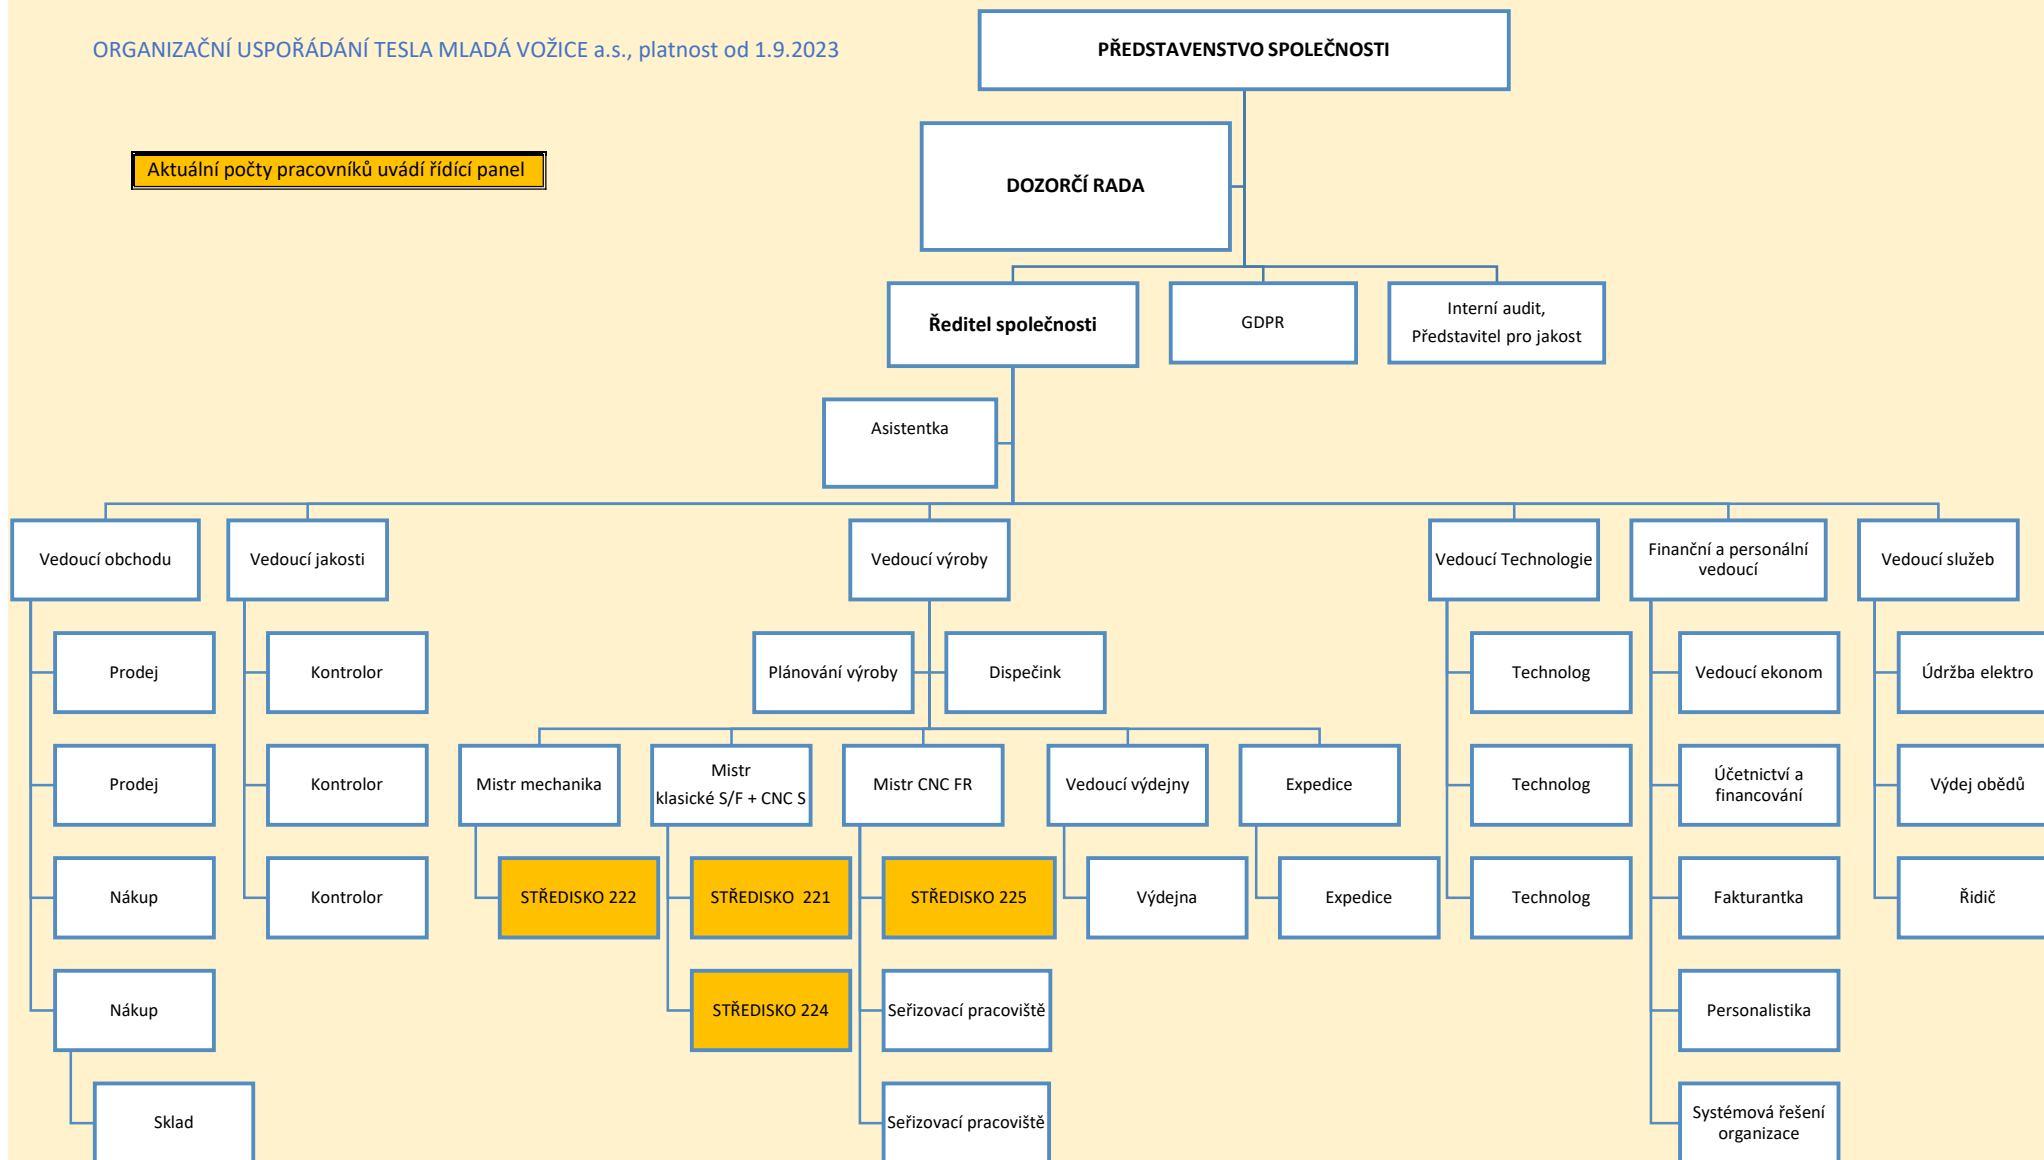 ORGANIZAČNÍ USPOŘÁDÁNÍ TESLA MLADÁ VOŽICE a.s., platnost od 1.9.2023
PŘEDSTAVENSTVO SPOLEČNOSTI
Aktuální počty pracovníků uvádí řídící panel
DOZORČÍ RADA
Ředitel společnosti
GDPR
Interní audit,
Představitel pro jakost
Asistentka
Vedoucí obchodu
Vedoucí jakosti
Vedoucí výroby
Vedoucí Technologie
Finanční a personální
vedoucí
Vedoucí služeb
Prodej
Kontrolor
Plánování výroby
Dispečink
Technolog
Vedoucí ekonom
Údržba elektro
Prodej
Kontrolor
Mistr mechanika
Mistr
klasické S/F + CNC S
Mistr CNC FR
Vedoucí výdejny
Expedice
Technolog
Účetnictví a
financování
Výdej obědů
Nákup
Kontrolor
STŘEDISKO 222
STŘEDISKO  221
STŘEDISKO 225
Výdejna
Expedice
Technolog
Fakturantka
Řidič
Nákup
STŘEDISKO 224
Seřizovací pracoviště
Personalistika
Sklad
Seřizovací pracoviště
Systémová řešení
organizace